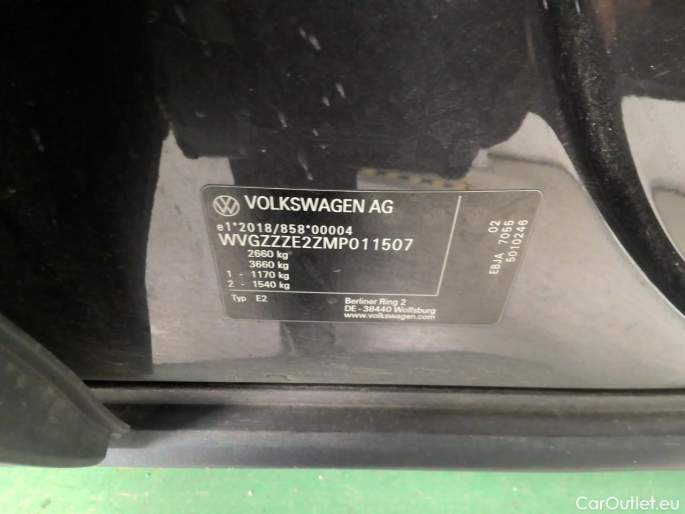 VOLKSWAGEN AG
e1*2018/858*00004
WVGZZZE2ZMP011507
2660 kg
3660 kg
1 - 1170 kg
2 - 1540 kg
Typ E2
Berliner Ring 2
DE - 38440 Wolfsburg
www.volkswagen.com
02
EBJA 7055
5010246
CarOutlet.eu